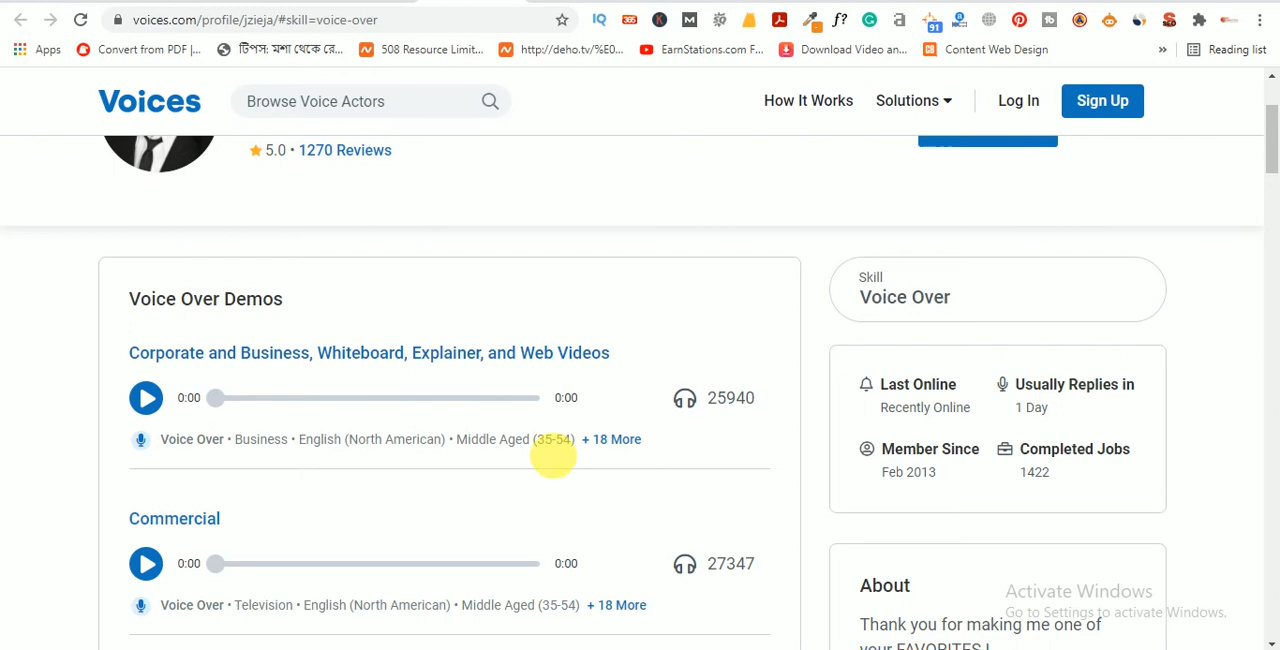 voices.com/profile/jzieja/#skill=voice-over
IQ
f?
91
Apps
Convert from PDF |...
টিপস: মশা থেকে রে...
508 Resource Limit...
http://deho.tv/%E0...
EarnStations.com F...
Download Video an...
Content Web Design
»
Reading list
Voices
Browse Voice Actors
How It Works
Solutions
Log In
Sign Up
5.0 • 1270 Reviews
Voice Over Demos
Corporate and Business, Whiteboard, Explainer, and Web Videos
0:00
0:00
25940
Voice Over • Business • English (North American) • Middle Aged (35-54) + 18 More
Commercial
0:00
0:00
27347
Voice Over • Television • English (North American) • Middle Aged (35-54) + 18 More
Skill
Voice Over
Last Online
Recently Online
Usually Replies in
1 Day
Member Since
Feb 2013
Completed Jobs
1422
About
Thank you for making me one of
your FAVORITES !
Activate Windows
Go to Settings to activate Windows.